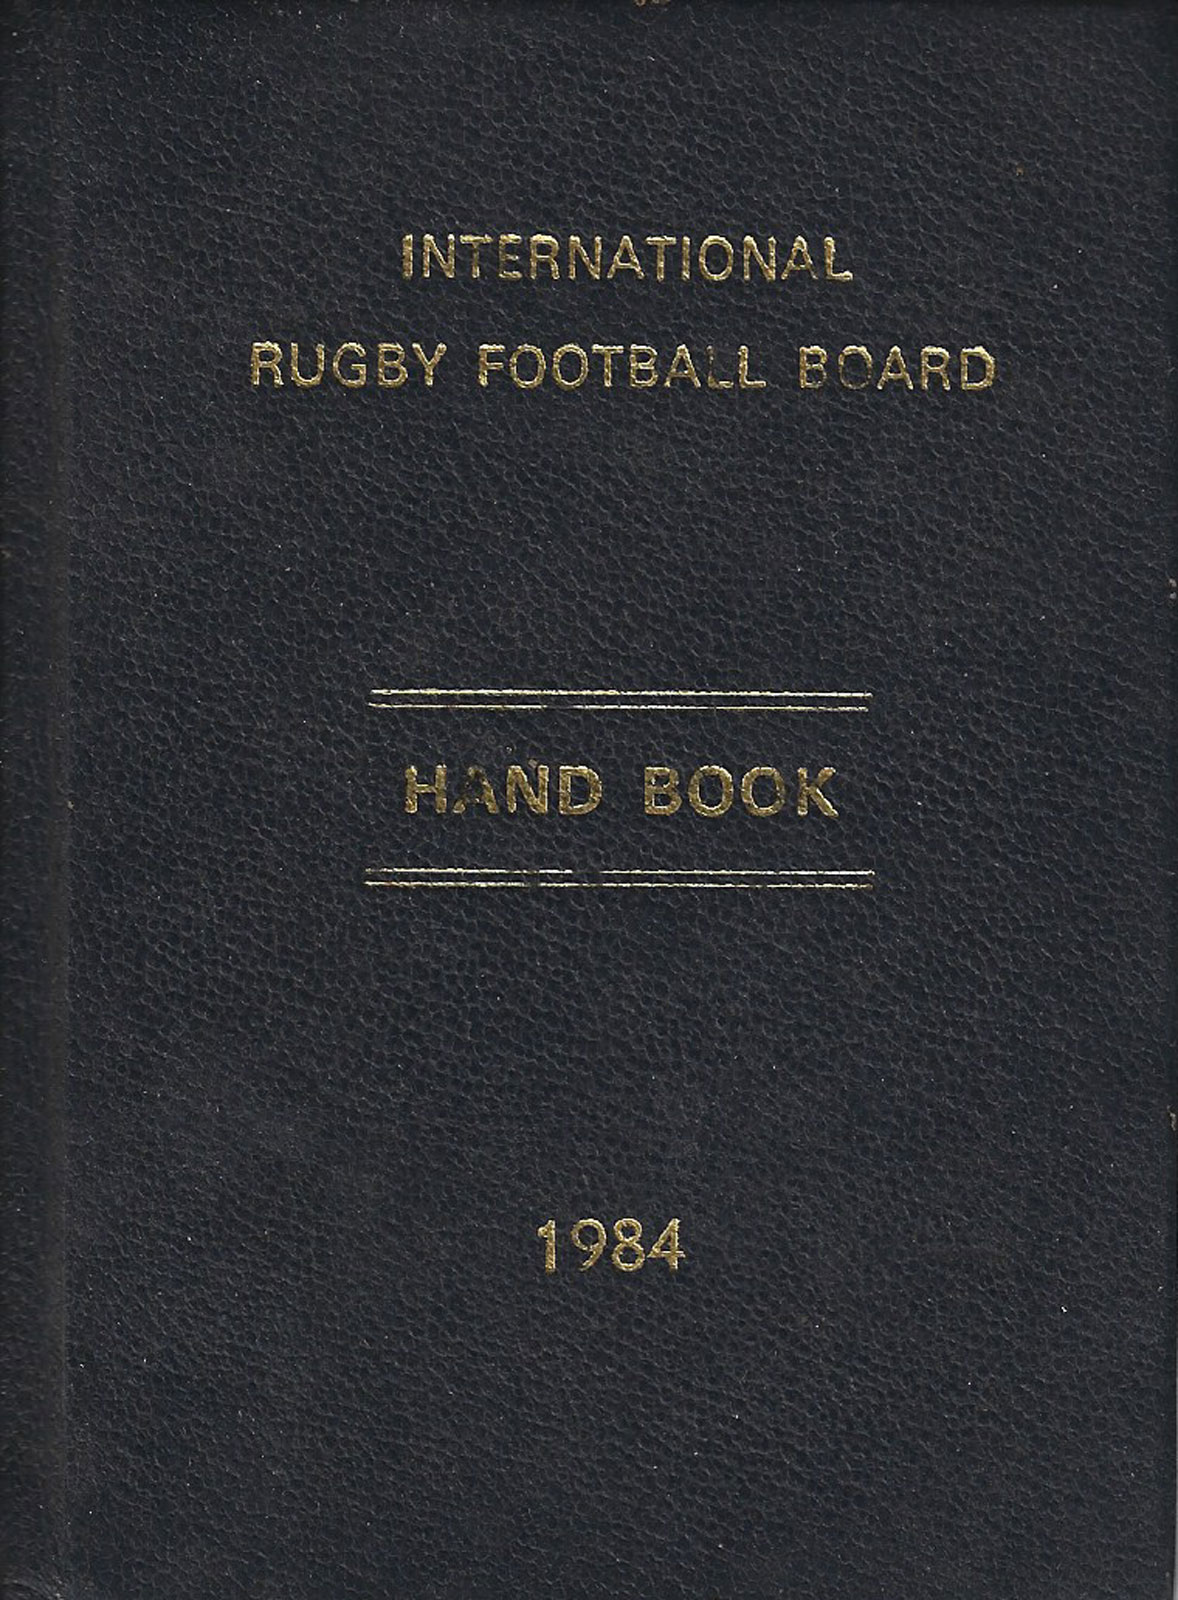 INTERNATIONAL
RUGBY FOOTBALL BOARD
HAND BOOK
1984